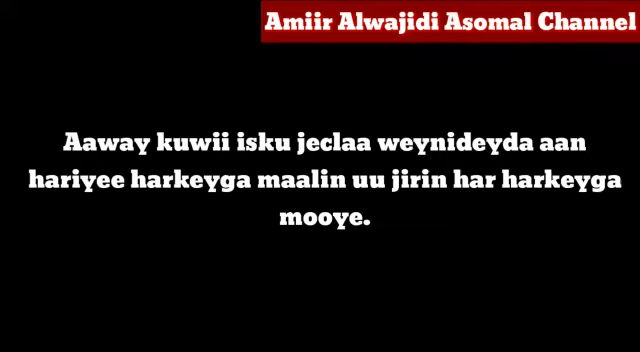 Amiir Alwajidi Asomal Channel
Aaway kuwii isku jeclaa weynideyda aan
hariyee harkeyga maalin uu jirin har harkeyga
mooye.